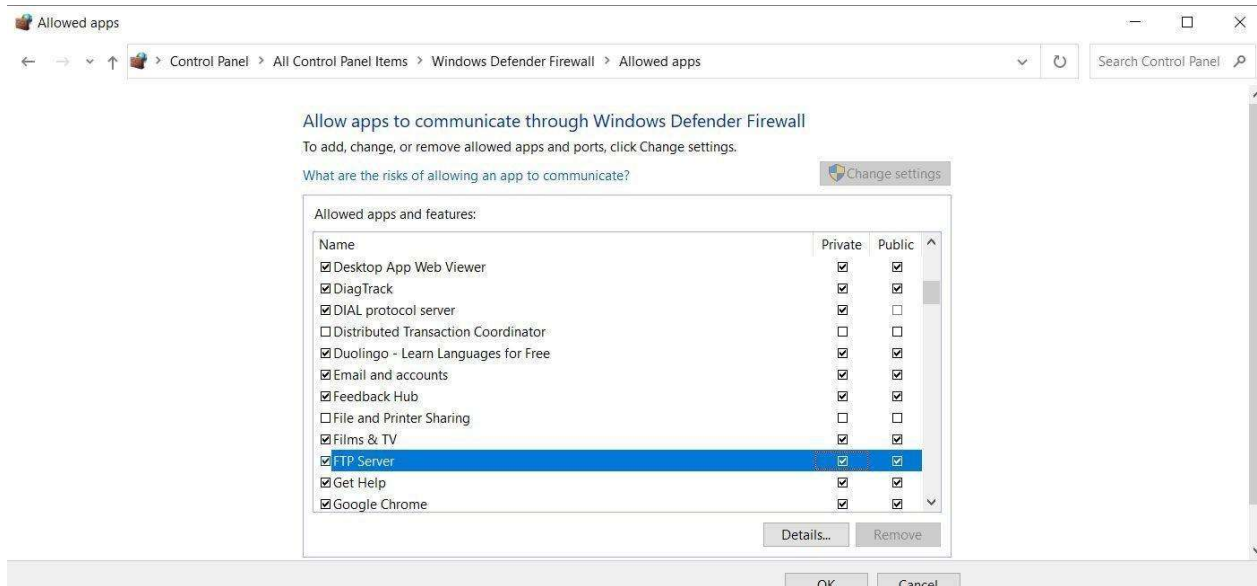 Allowed apps
Control Panel > All Control Panel Items > Windows Defender Firewall > Allowed apps
Search Control Panel
Allow apps to communicate through Windows Defender Firewall
To add, change, or remove allowed apps and ports, click Change settings.
What are the risks of allowing an app to communicate?
Change settings
Allowed apps and features:
Name Private Public
Desktop App Web Viewer
DiagTrack
DIAL protocol server
Distributed Transaction Coordinator
Duolingo - Learn Languages for Free
Email and accounts
Feedback Hub
File and Printer Sharing
Films & TV
FTP Server
Get Help
Google Chrome
Details... Remove
OK Cancel